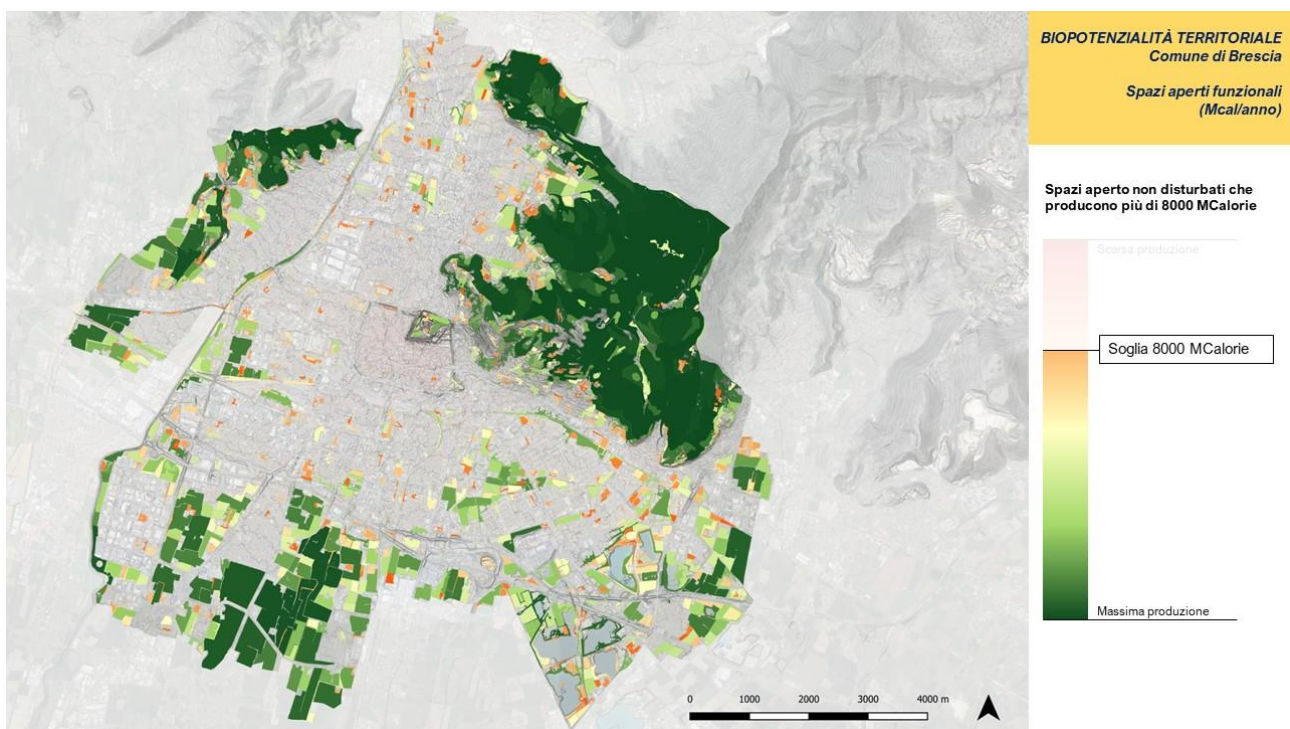 BIOPOTENZIALITÀ TERRITORIALE
Comune di Brescia
Spazi aperti funzionali
(Mcal/anno)
Spazi aperto non disturbati che
producono più di 8000 MCalorie
Scarsa produzione
Soglia 8000 MCalorie
Massima produzione
0 1000 2000 3000 4000 m